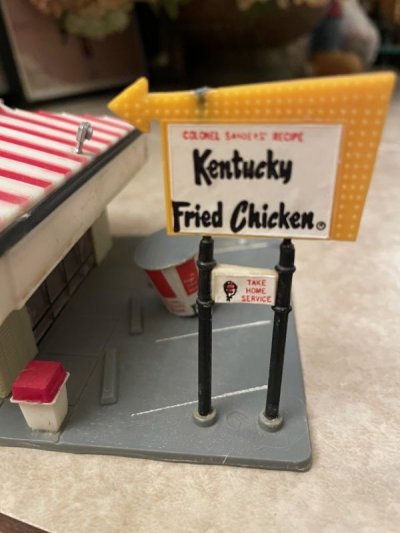 COLONEL SANDERS' RECIPE
Kentucky
Fried Chicken®
TAKE
HOME
SERVICE